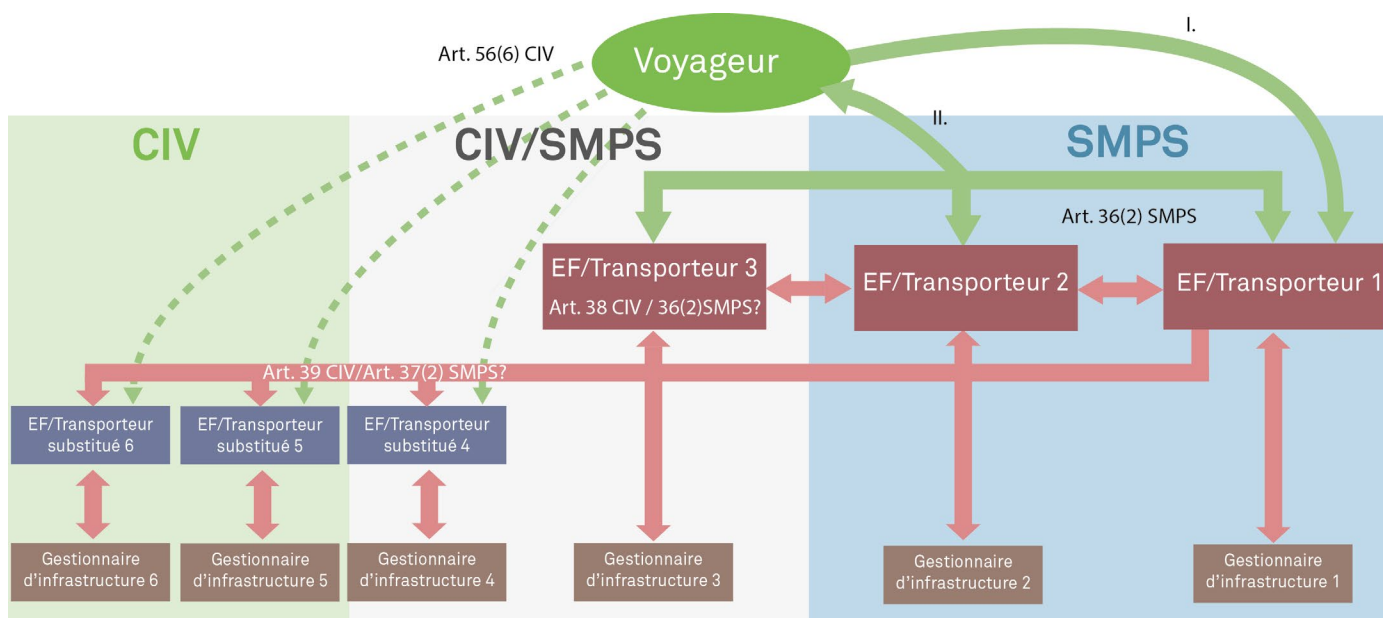 I.
Art. 56(6) CIV
Voyageur
II.
CIV
CIV/SMPS
SMPS
Art. 36(2) SMPS
EF/Transporteur 3
Art. 38 CIV / 36(2)SMPS?
EF/Transporteur 2
EF/Transporteur 1
Art. 39 CIV/Art. 37(2) SMPS?
EF/Transporteur
substitué 6
EF/Transporteur
substitué 5
EF/Transporteur
substitué 4
Gestionnaire
d'infrastructure 6
Gestionnaire
d'infrastructure 5
Gestionnaire
d'infrastructure 4
Gestionnaire
d'infrastructure 3
Gestionnaire
d'infrastructure 2
Gestionnaire
d'infrastructure 1